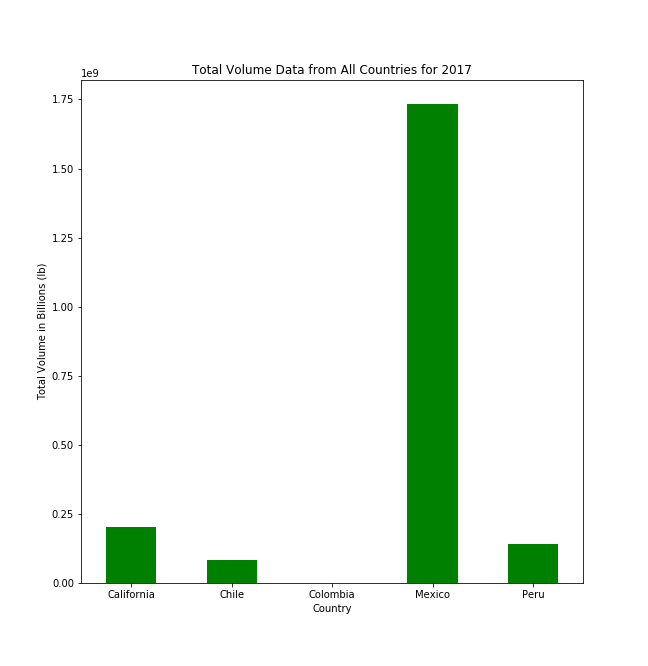 Total Volume Data from All Countries for 2017
1e9
1.75
1.50
1.25
1.00
0.75
0.50
0.25
0.00
Total Volume in Billions (lb)
California Chile Colombia Mexico Peru
Country